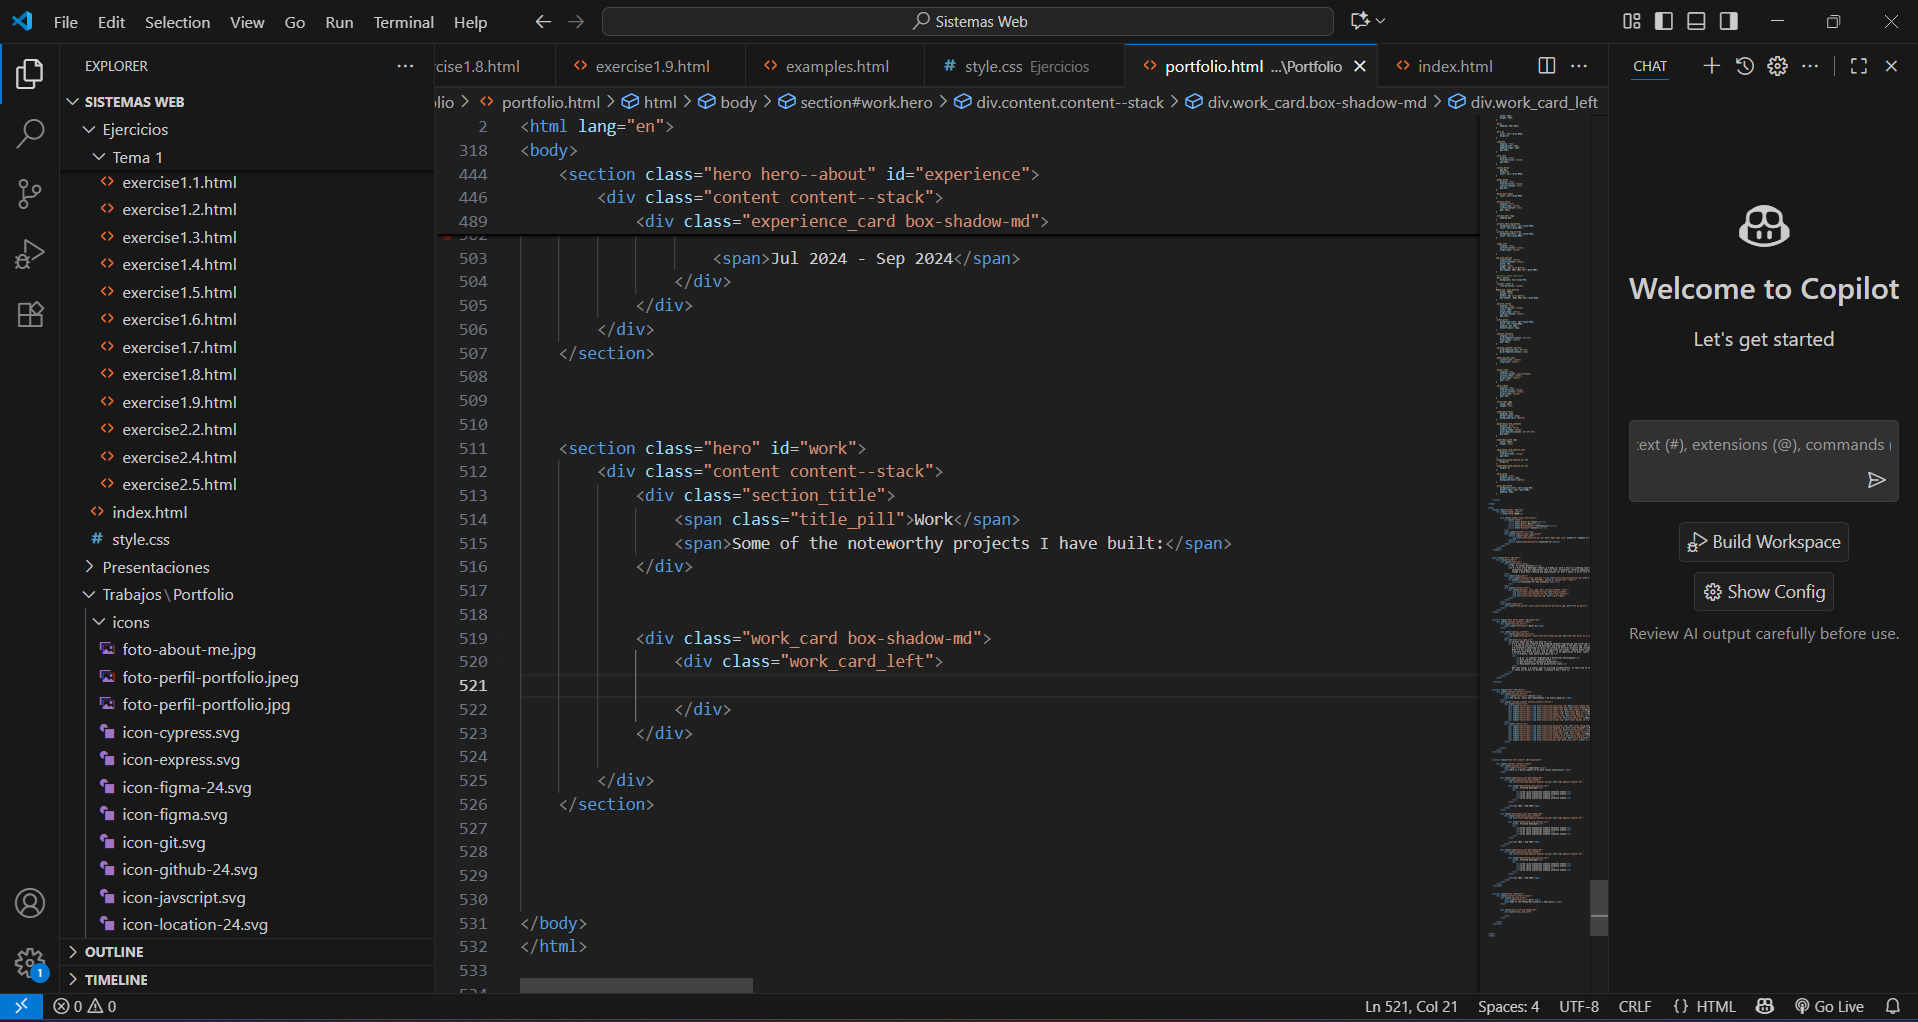 File Edit Selection View Go Run Terminal Help
Sistemas Web
EXPLORER
SISTEMAS WEB
Ejercicios
Tema 1
exercise1.1.html
exercise1.2.html
exercise1.3.html
exercise1.4.html
exercise1.5.html
exercise1.6.html
exercise1.7.html
exercise1.8.html
exercise1.9.html
exercise2.2.html
exercise2.4.html
exercise2.5.html
index.html
# style.css
Presentaciones
Trabajos\Portfolio
icons
foto-about-me.jpg
foto-perfil-portfolio.jpeg
foto-perfil-portfolio.jpg
icon-cypress.svg
icon-express.svg
icon-figma-24.svg
icon-figma.svg
icon-git.svg
icon-github-24.svg
icon-javscript.svg
icon-location-24.svg
OUTLINE
TIMELINE
cise1.8.html exercise1.9.html examples.html # style.css Ejercicios portfolio.html ...\Portfolio index.html
olio > portfolio.html > html > body > section#work.hero > div.content.content--stack > div.work_card.box-shadow-md > div.work_card_left
2 <html lang="en">
318 <body>
444 <section class="hero hero--about" id="experience">
446 <div class="content content--stack">
489 <div class="experience_card box-shadow-md">
503 <span>Jul 2024 - Sep 2024</span>
504 </div>
505 </div>
506 </div>
507 </section>
508
509
510
511 <section class="hero" id="work">
512 <div class="content content--stack">
513 <div class="section_title">
514 <span class="title_pill">Work</span>
515 <span>Some of the noteworthy projects I have built:</span>
516 </div>
517
518
519 <div class="work_card box-shadow-md">
520 <div class="work_card_left">
521
522 </div>
523 </div>
524
525 </div>
526 </section>
527
528
529
530
531 </body>
532 </html>
533
CHAT
Welcome to Copilot
Let's get started
text (#), extensions (@), commands (
Build Workspace
Show Config
Review AI output carefully before use.
1
0 0
Ln 521, Col 21 Spaces: 4 UTF-8 CRLF {} HTML Go Live